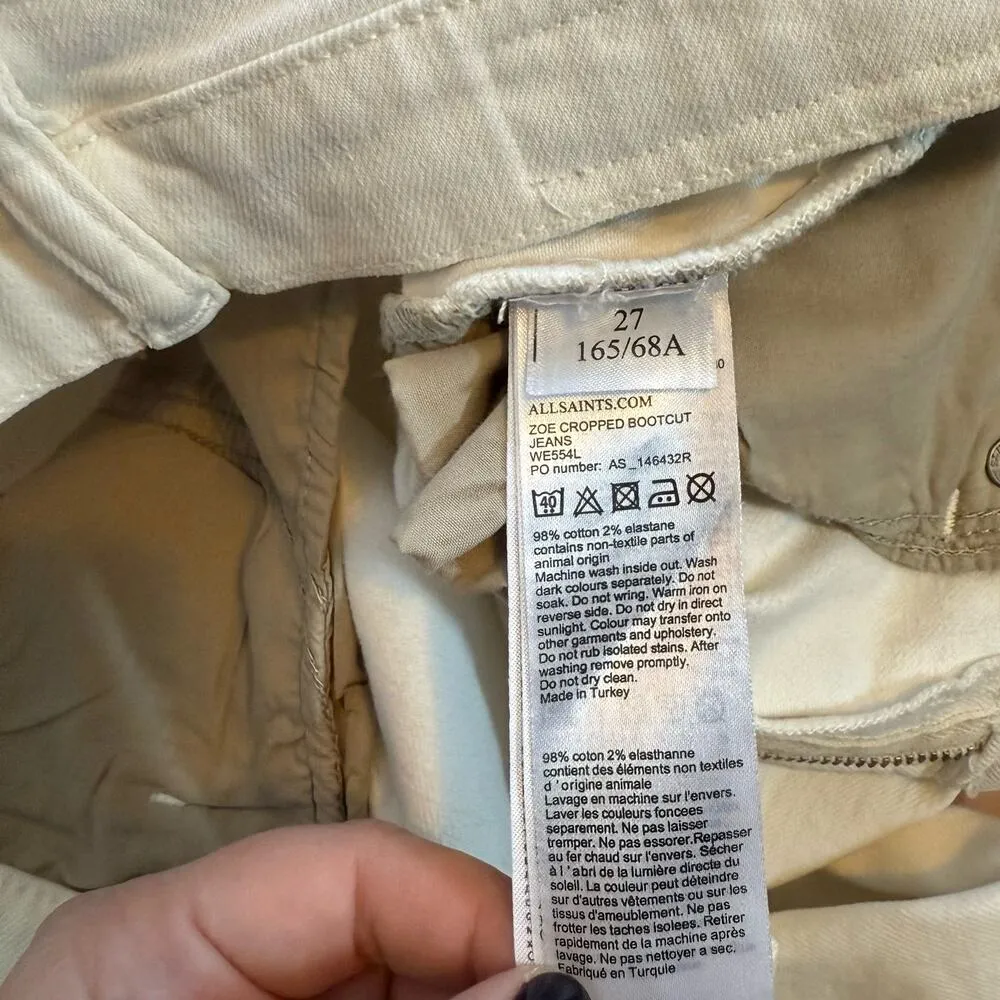 27
165/68A
ALLSAINTS.COM
ZOE CROPPED BOOTCUT
JEANS
WE554L
PO number: AS_146432R
40
98% cotton 2% elastane
contains non-textile parts of
animal origin
Machine wash inside out. Wash
dark colours separately. Do not
soak. Do not wring. Warm iron on
reverse side. Do not dry in direct
sunlight. Colour may transfer onto
other garments and upholstery.
Do not rub isolated stains. After
washing remove promptly.
Do not dry clean.
Made in Turkey
98% coton 2% elasthanne
contient des éléments non textiles
d ' origine animale
Lavage en machine sur l'envers.
Laver les couleurs foncees
separement. Ne pas laisser
tremper. Ne pas essorer.Repasser
au fer chaud sur l'envers. Sécher
à l ' abri de la lumière directe du
soleil. La couleur peut déteindre
sur d'autres vêtements ou sur les
tissus d'ameublement. Ne pas
frotter les taches isolees. Retirer
rapidement de la machine après
lavage. Ne pas nettoyer a sec.
Fabriqué en Turquie